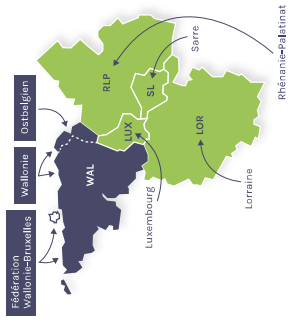 Fédération
Wallonie-Bruxelles
Wallonie
Ostbelgien
WAL
LUX
RLP
SL
LOR
Luxembourg
Lorraine
Sarre
Rhénanie-Palatinat